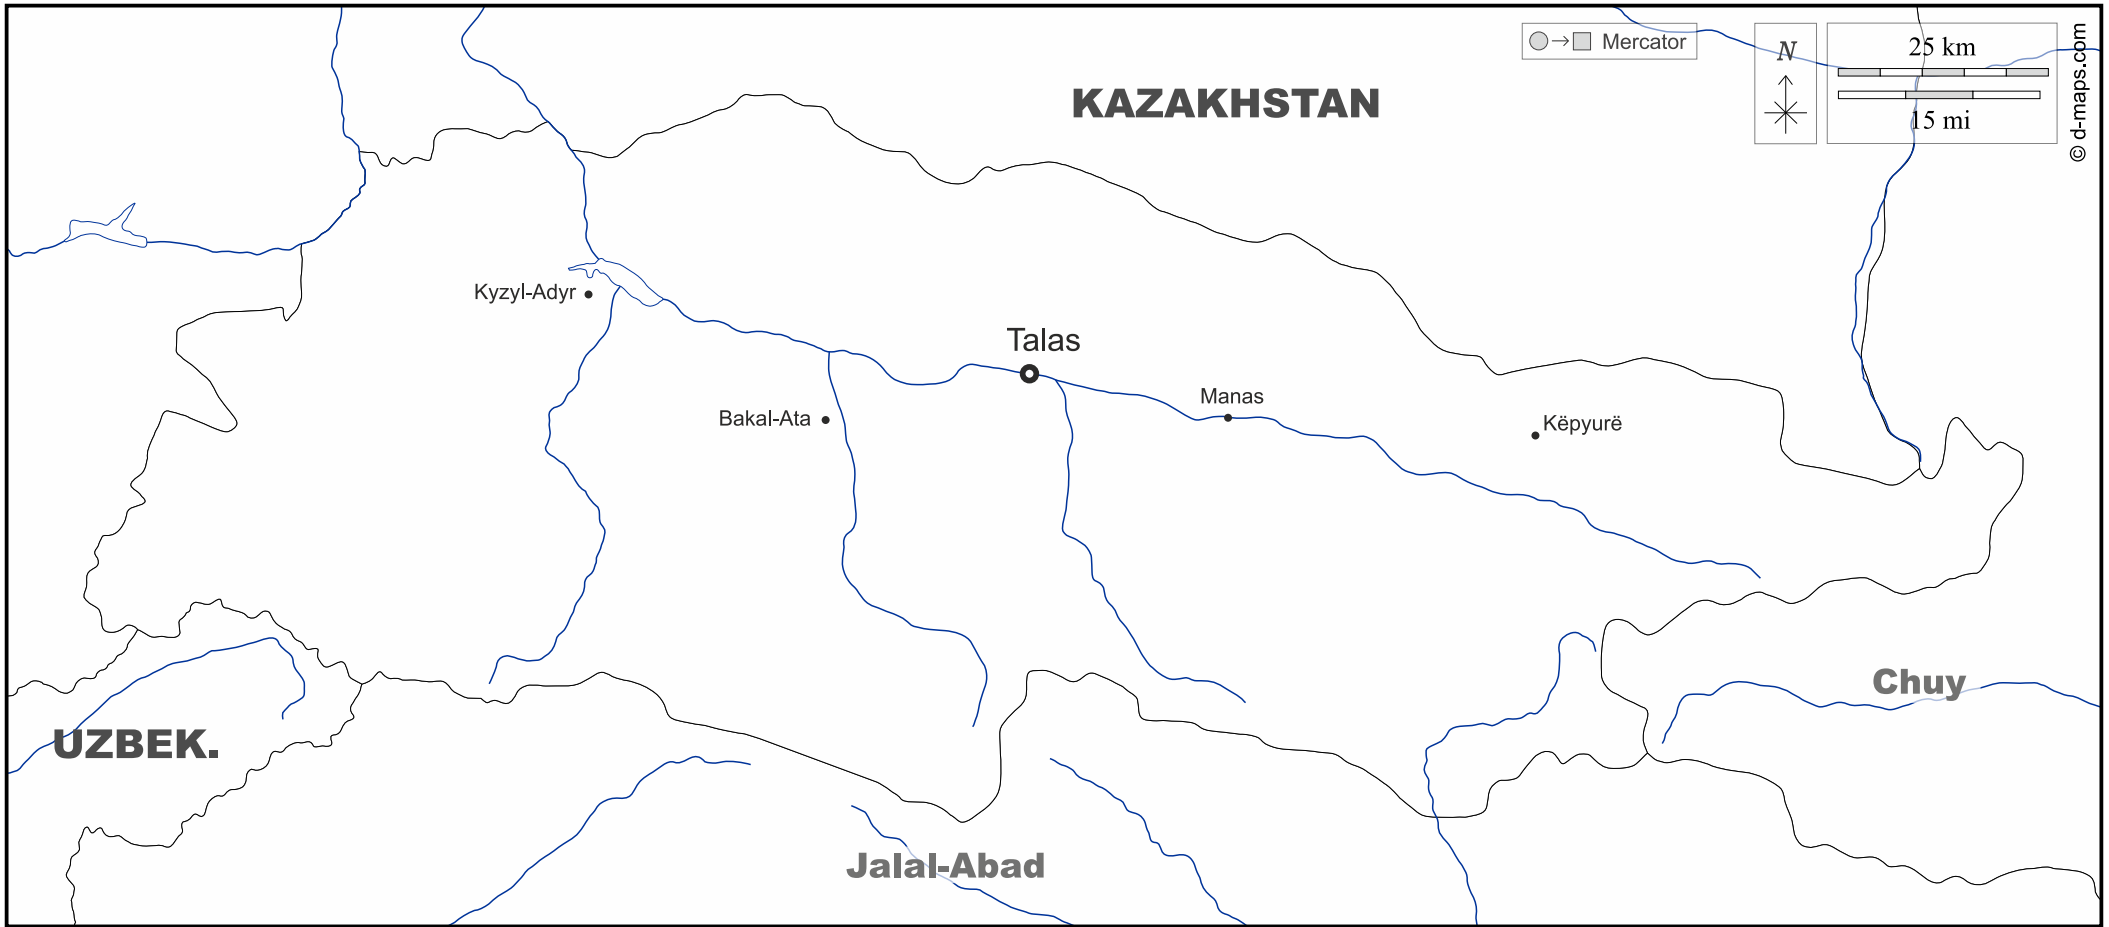 Mercator
N
25 km
15 mi
© d-maps.com
KAZAKHSTAN
Kyzyl-Adyr
Talas
Manas
Bakal-Ata
Këpyurë
Chuy
UZBEK.
Jalal-Abad